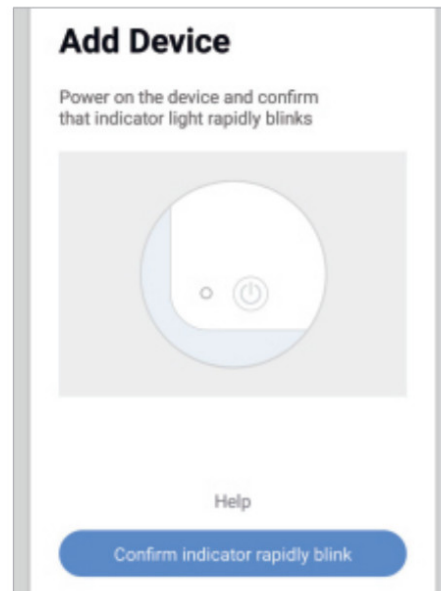 Add Device
Power on the device and confirm
that indicator light rapidly blinks
Help
Confirm indicator rapidly blink